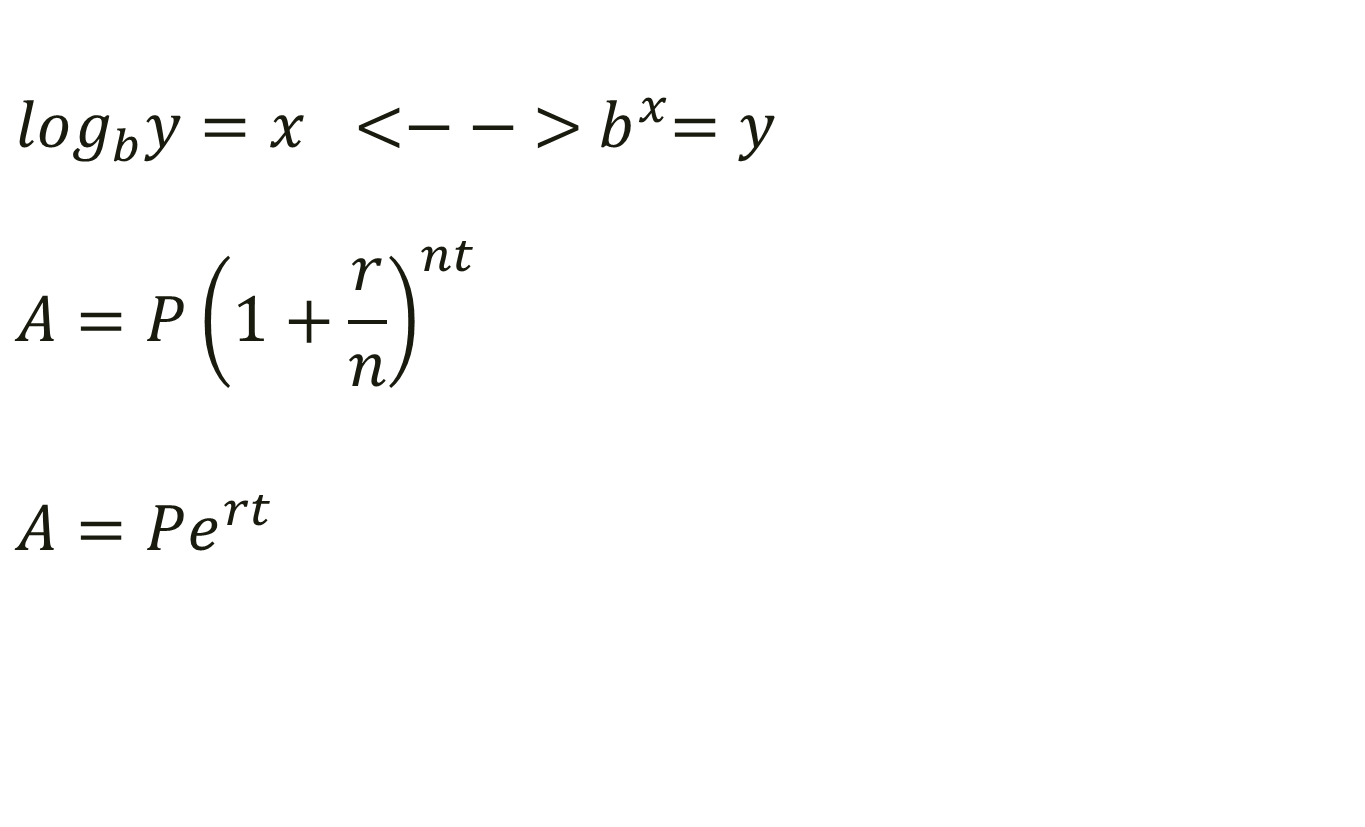 log_b y = x <--> b^x = y
A = P(1 + r/n)^{nt}
A = Pe^{rt}